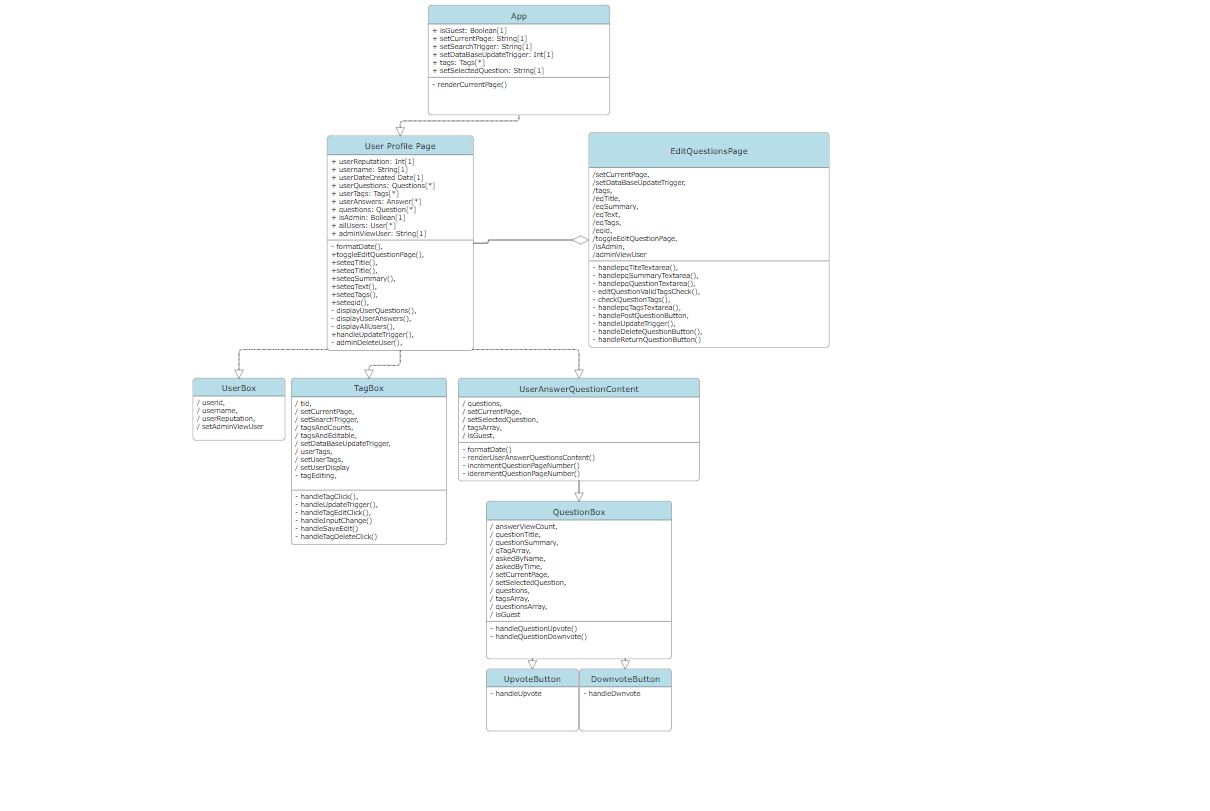 App
+ isGuest: Boolean[1]
+ setCurrentPage: String[1]
+ setSearchTrigger: String[1]
+ setDataBaseUpdateTrigger: Int[1]
+ tags: Tags[*]
+ setSelectedQuestion: String[1]
- renderCurrentPage()
User Profile Page
+ userReputation: Int[1]
+ username: String[1]
+ userDateCreated Date[1]
+ userQuestions: Questions[*]
+ userTags: Tags[*]
+ userAnswers: Answer[*]
+ questions: Question[*]
+ isAdmin: Bollean[1]
+ allUsers: User[*]
+ adminViewUser: String[1]
- formatDate(),
+toggleEditQuestionPage(),
+seteqTitle(),
+seteqTitle(),
+seteqSummary(),
+seteqText(),
+seteqTags(),
+seteqid(),
- displayUserQuestions(),
- displayUserAnswers(),
- displayAllUsers(),
+handleUpdateTrigger(),
- adminDeleteUser(),
EditQuestionsPage
/setCurrentPage,
/setDataBaseUpdateTrigger,
/tags,
/eqTitle,
/eqSummary,
/eqText,
/eqTags,
/eqid,
/toggleEditQuestionPage,
/isAdmin,
/adminViewUser
- handlepqTiteTextarea(),
- handlepqSummaryTextarea(),
- handlepqQuestionTextarea(),
- editQuestionValidTagsCheck(),
- checkQuestionTags(),
- handlepqTagsTextarea(),
- handlePostQuestionButton,
- handleUpdateTrigger(),
- handleDeleteQuestionButton(),
- handleReturnQuestionButton()
UserBox
/ userid,
/ username,
/ userReputation,
/ setAdminViewUser
TagBox
/ tid,
/ setCurrentPage,
/ setSearchTrigger,
/ tagsAndCounts,
/ tagsAndEditable,
/ setDataBaseUpdateTrigger,
/ userTags,
/ setUserTags,
/ setUserDisplay
- tagEditing,
- handleTagClick(),
- handleUpdateTrigger(),
- handleTagEditClick(),
- handleInputChange()
- handleSaveEdit()
- handleTagDeleteClick()
UserAnswerQuestionContent
/ questions,
/ setCurrentPage,
/ setSelectedQuestion,
/ tagsArray,
/ isGuest,
- formatDate()
- renderUserAnswerQuestionsContent()
- incrementQuestionPageNumber()
- iderementQuestionPageNumber()
QuestionBox
/ answerViewCount,
/ questionTitle,
/ questionSummary,
/ qTagArray,
/ askedByName,
/ askedByTime,
/ setCurrentPage,
/ setSelectedQuestion,
/ questions,
/ tagsArray,
/ questionsArray,
/ isGuest
- handleQuestionUpvote()
- handleQuestionDownvote()
UpvoteButton
- handleUpvote
DownvoteButton
- handleDwnvote